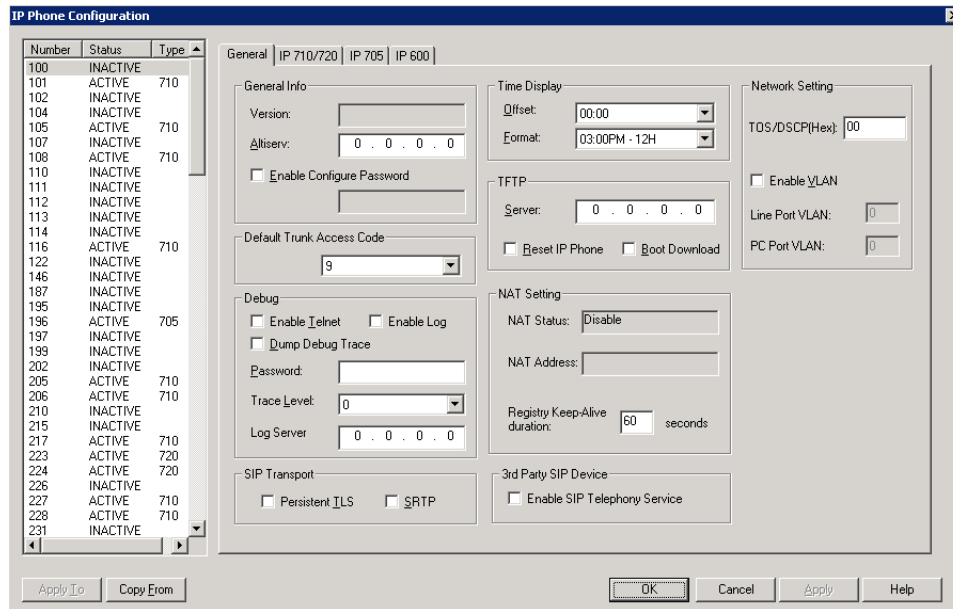 IP Phone Configuration
Number Status Type
100 INACTIVE
101 ACTIVE 710
102 INACTIVE
104 INACTIVE
105 ACTIVE 710
107 INACTIVE
108 ACTIVE 710
110 INACTIVE
111 INACTIVE
112 INACTIVE
113 INACTIVE
114 INACTIVE
116 ACTIVE 710
122 INACTIVE
146 INACTIVE
187 INACTIVE
195 INACTIVE
196 ACTIVE 705
197 INACTIVE
199 INACTIVE
202 INACTIVE
205 ACTIVE 710
206 ACTIVE 710
210 INACTIVE
215 INACTIVE
217 ACTIVE 710
223 ACTIVE 720
224 ACTIVE 720
226 INACTIVE
227 ACTIVE 710
228 ACTIVE 710
231 INACTIVE
General IP 710/720 IP 705 IP 600
General Info
Version:
Altiserv: 0 . 0 . 0 . 0
Enable Configure Password
Default Trunk Access Code
9
Debug
Enable Telnet Enable Log
Dump Debug Trace
Password:
Trace Level: 0
Log Server 0 . 0 . 0 . 0
SIP Transport
Persistent TLS SRTP
Time Display
Offset: 00:00
Format: 03:00PM - 12H
TFTP
Server: 0 . 0 . 0 . 0
Reset IP Phone Boot Download
NAT Setting
NAT Status: Disable
NAT Address:
Registry Keep-Alive
duration: 60 seconds
3rd Party SIP Device
Enable SIP Telephony Service
Network Setting
TOS/DSCP(Hex): 00
Enable VLAN
Line Port VLAN: 0
PC Port VLAN: 0
Apply To Copy From OK Cancel Apply Help